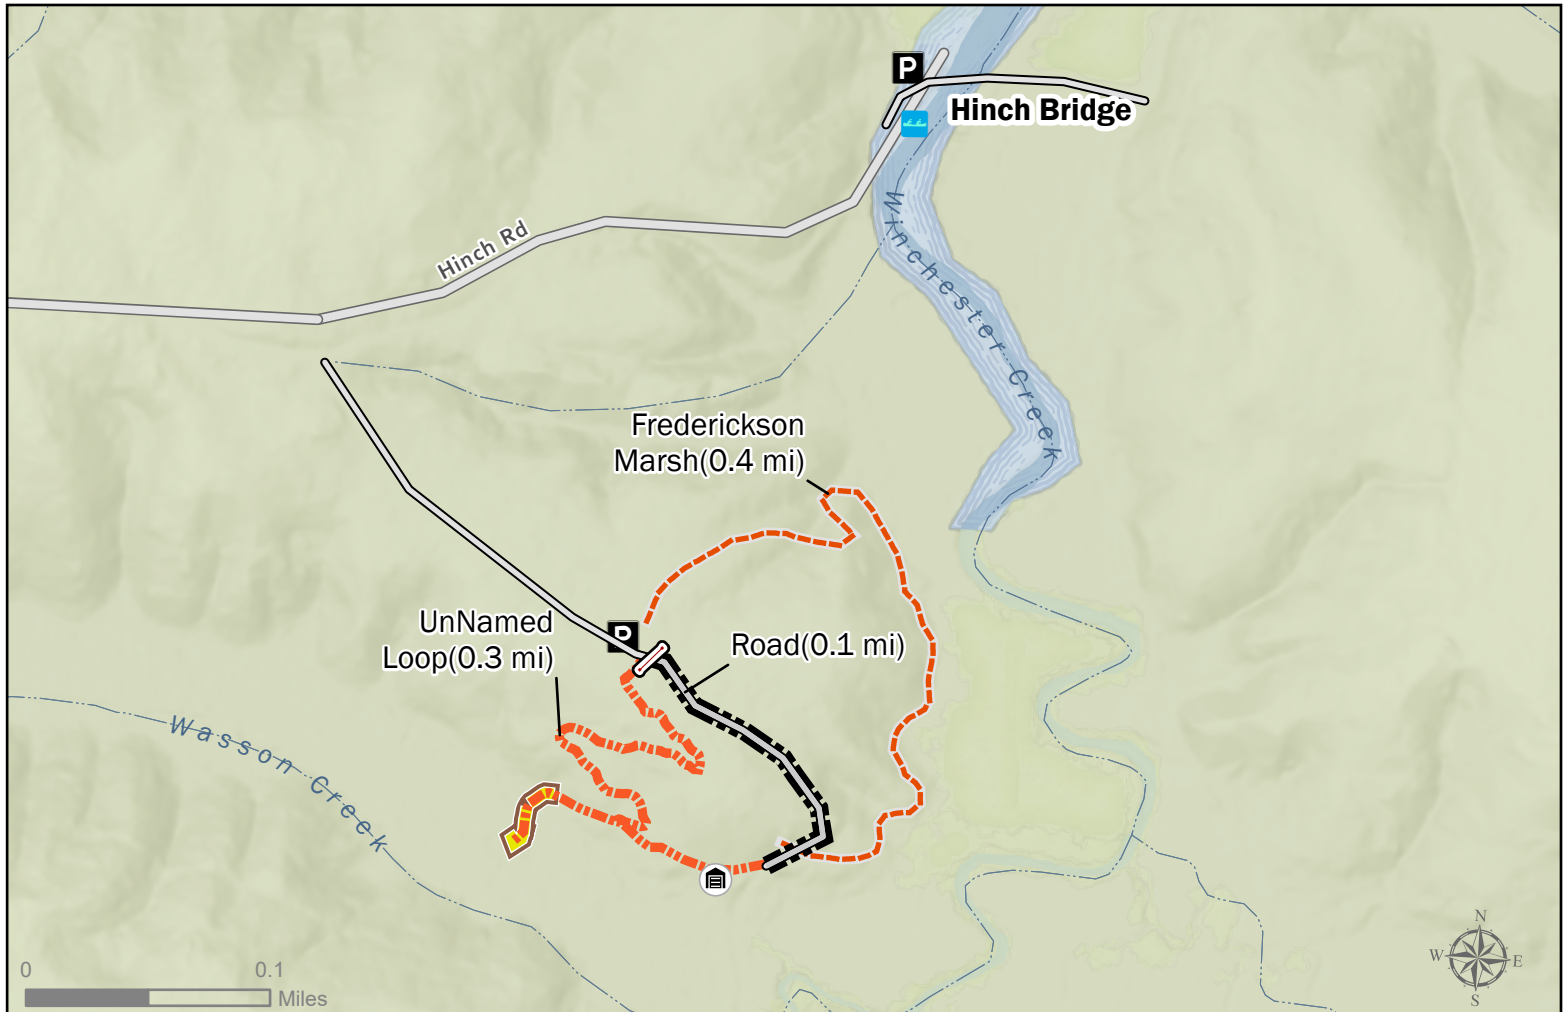 P
Hinch Bridge
Hinch Rd
Winchester Creek
Frederickson
Marsh(0.4 mi)
UnNamed
Loop(0.3 mi)
P
Road(0.1 mi)
Wasson Creek
N
W E
S
0 0.1
Miles